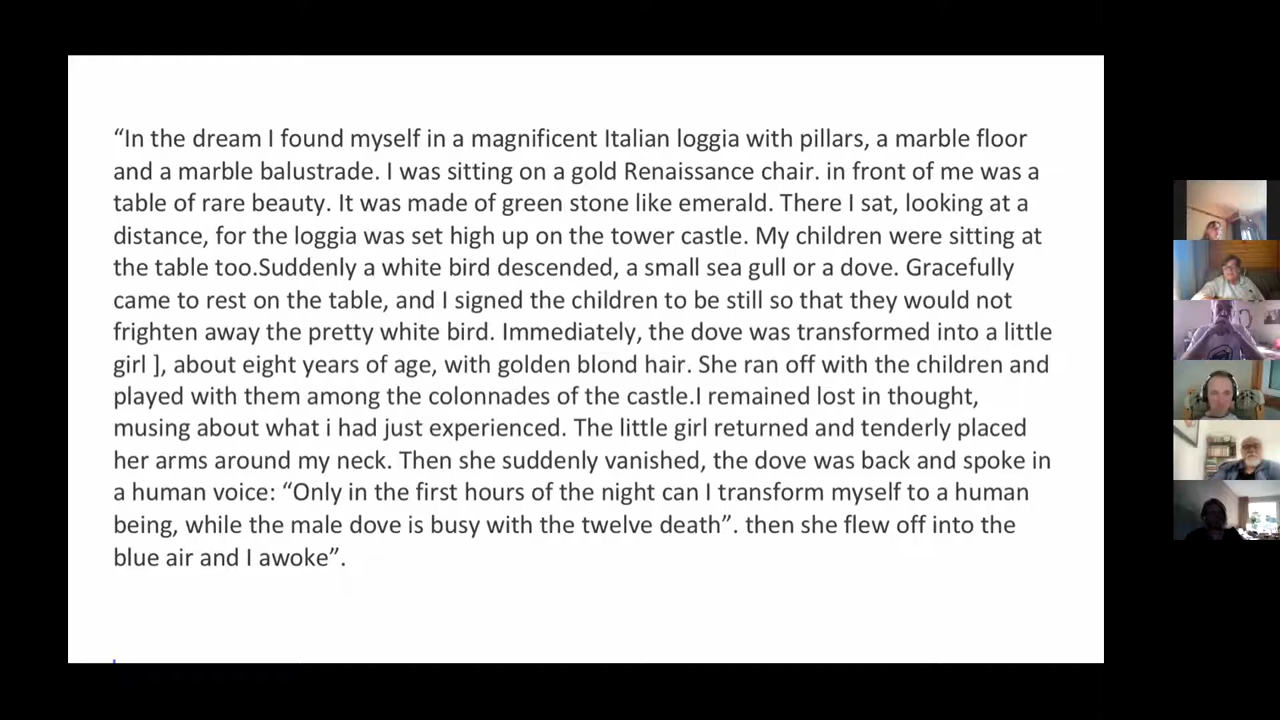 “In the dream I found myself in a magnificent Italian loggia with pillars, a marble floor
and a marble balustrade. I was sitting on a gold Renaissance chair. in front of me was a
table of rare beauty. It was made of green stone like emerald. There I sat, looking at a
distance, for the loggia was set high up on the tower castle. My children were sitting at
the table too.Suddenly a white bird descended, a small sea gull or a dove. Gracefully
came to rest on the table, and I signed the children to be still so that they would not
frighten away the pretty white bird. Immediately, the dove was transformed into a little
girl ], about eight years of age, with golden blond hair. She ran off with the children and
played with them among the colonnades of the castle.I remained lost in thought,
musing about what i had just experienced. The little girl returned and tenderly placed
her arms around my neck. Then she suddenly vanished, the dove was back and spoke in
a human voice: “Only in the first hours of the night can I transform myself to a human
being, while the male dove is busy with the twelve death”. then she flew off into the
blue air and I awoke”.